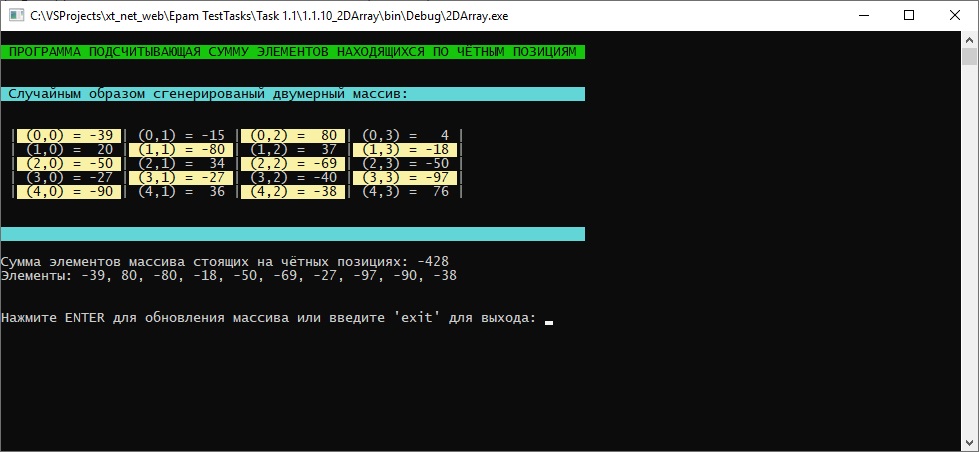 C:\VSProjects\xt_net_web\Epam TestTasks\Task 1.1\1.1.10_2DArray\bin\Debug\2DArray.exe
ПРОГРАММА ПОДСЧИТЫВАЮЩАЯ СУММУ ЭЛЕМЕНТОВ НАХОДЯЩИХСЯ ПО ЧЁТНЫМ ПОЗИЦИЯМ
Случайным образом сгенерированый двумерный массив:
| (0,0) = -39 | (0,1) = -15 | (0,2) =  80 | (0,3) =   4 |
| (1,0) =  20 | (1,1) = -80 | (1,2) =  37 | (1,3) = -18 |
| (2,0) = -50 | (2,1) =  34 | (2,2) = -69 | (2,3) = -50 |
| (3,0) = -27 | (3,1) = -27 | (3,2) = -40 | (3,3) = -97 |
| (4,0) = -90 | (4,1) =  36 | (4,2) = -38 | (4,3) =  76 |
Сумма элементов массива стоящих на чётных позициях: -428
Элементы: -39, 80, -80, -18, -50, -69, -27, -97, -90, -38
Нажмите ENTER для обновления массива или введите 'exit' для выхода: